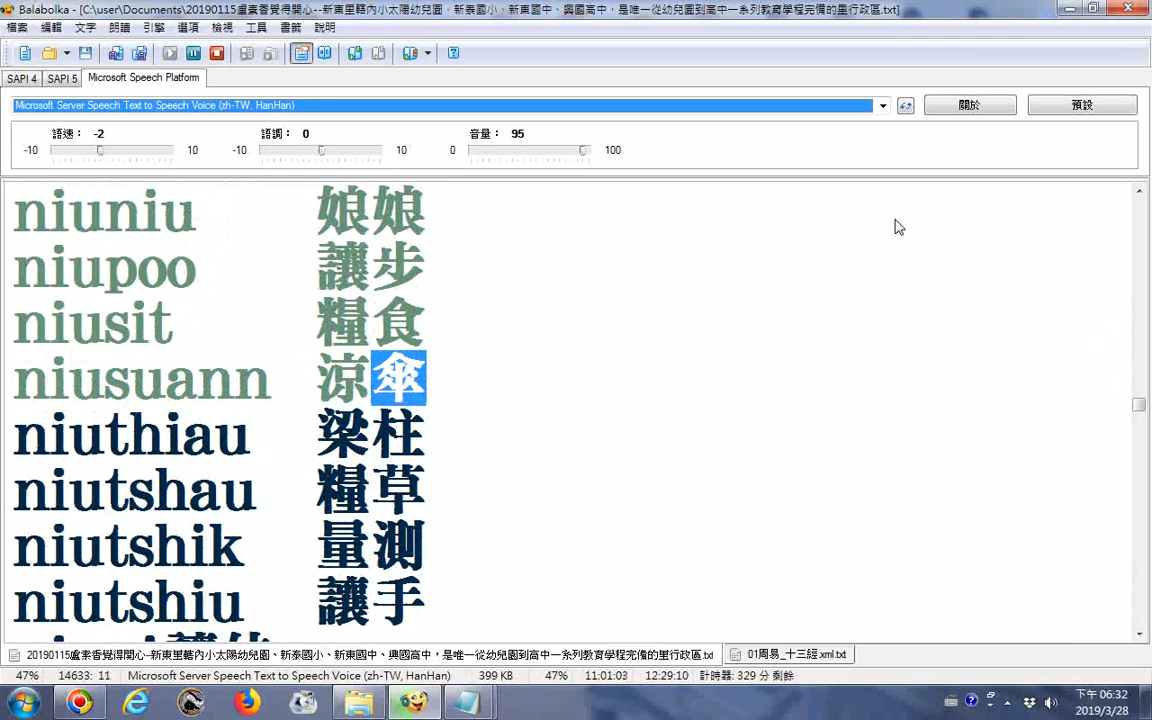 Balabolka - [C:\user\Documents\20190115盧素香覺得開心--新東里轄內小太陽幼兒園、新泰國小、新東國中、興國高中，是唯一從幼兒園到高中一系列教育學程完備的里行政區.txt]
檔案 編輯 文字 朗讀 引擎 選項 檢視 工具 書籤 說明
SAPI 4 SAPI 5 Microsoft Speech Platform
Microsoft Server Speech Text to Speech Voice (zh-TW, HanHan) 關於 預設
語速： -2 語調： 0 音量： 95
-10 10 -10 10 0 100
niuniu 娘娘
niupoo 讓步
niusit 糧食
niusuann 涼傘
niuthiau 梁柱
niutshau 糧草
niutshik 量測
niutshiu 讓手
20190115盧素香覺得開心--新東里轄內小太陽幼兒園、新泰國小、新東國中、興國高中，是唯一從幼兒園到高中一系列教育學程完備的里行政區.txt 01周易_十三經.xml.txt
47% 14633: 11 Microsoft Server Speech Text to Speech Voice (zh-TW, HanHan) 399 KB 47% 11:01:03 12:29:10 計時器: 329 分 剩餘
下午 06:32
2019/3/28